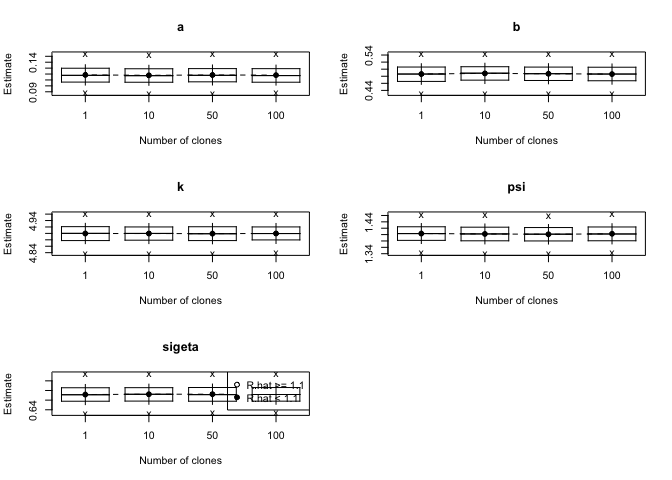 a
Estimate
0.14
0.09
x x x x
x x x x
1 10 50 100
Number of clones
b
Estimate
0.54
0.44
x x x x
x x x x
1 10 50 100
Number of clones
k
Estimate
4.94
4.84
x x x x
x x x x
1 10 50 100
Number of clones
psi
Estimate
1.44
1.34
x x x x
x x x x
1 10 50 100
Number of clones
sigeta
Estimate
0.64
x x x x
x x x x
R.hat >= 1.1
R.hat < 1.1
1 10 50 100
Number of clones